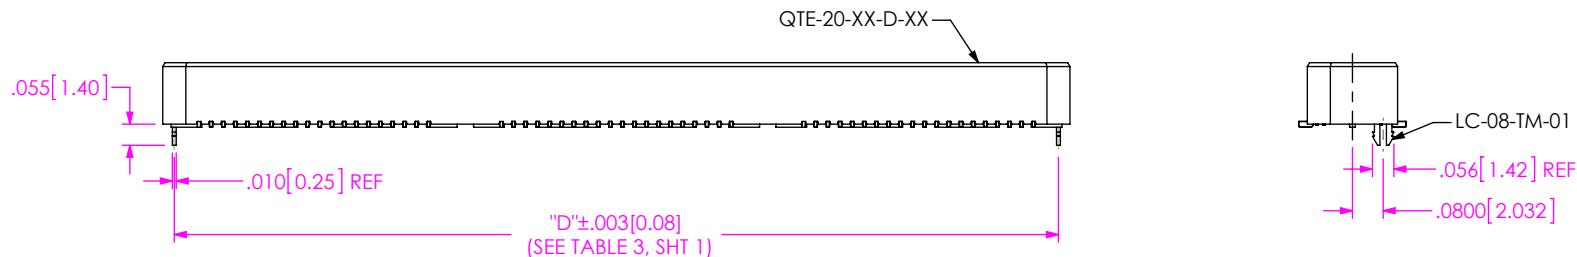 QTE-20-XX-D-XX
.055[1.40]
LC-08-TM-01
.056[1.42] REF
.010[0.25] REF
.0800[2.032]
"D"±.003[0.08]
(SEE TABLE 3, SHT 1)